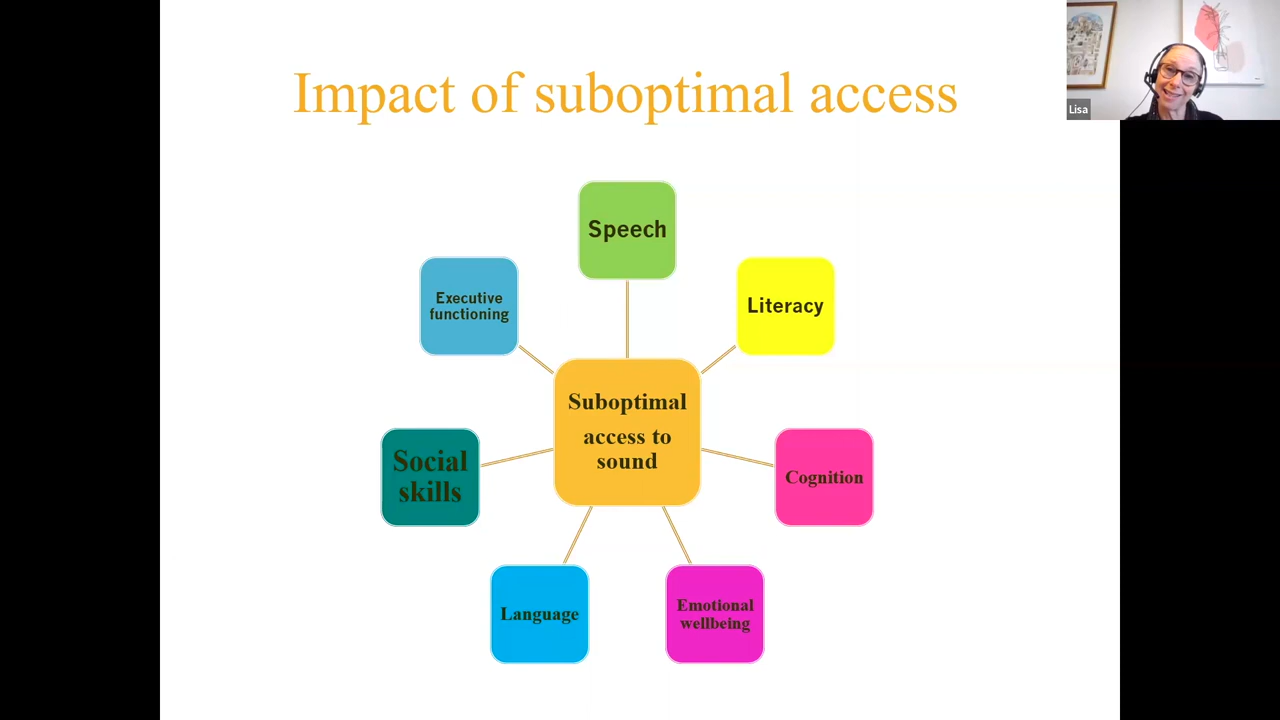 Impact of suboptimal access
Lisa
Speech
Executive
functioning
Literacy
Suboptimal
access to
sound
Social
skills
Cognition
Language
Emotional
wellbeing